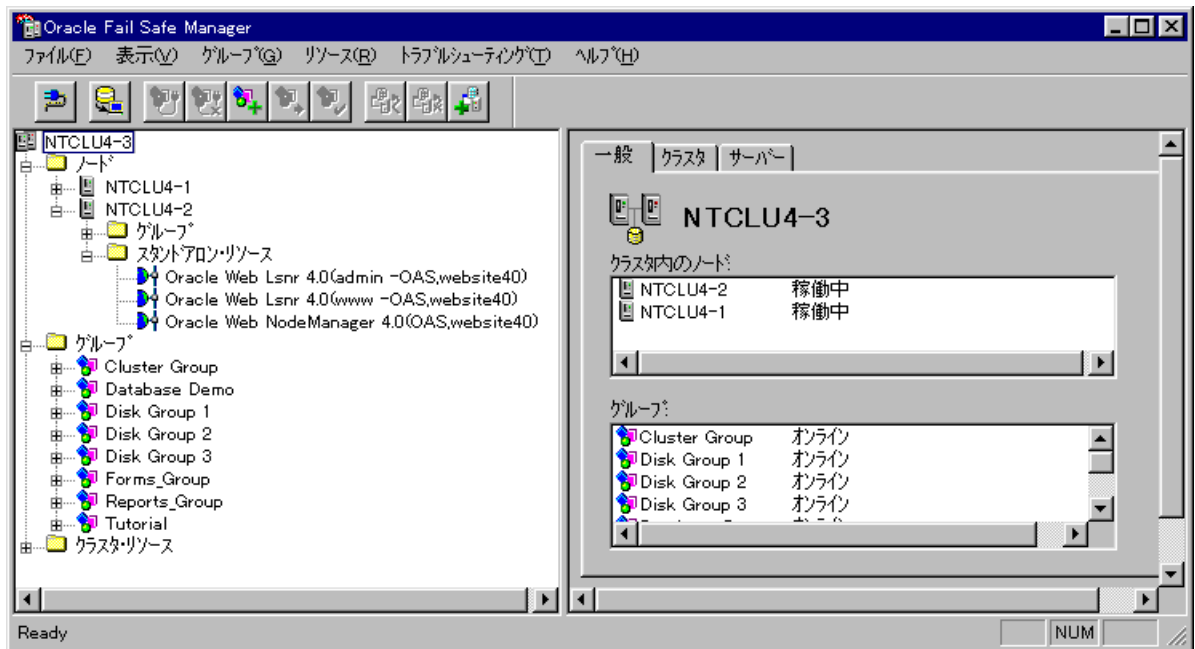 Oracle Fail Safe Manager
ファイル(F) 表示(V) グループ(G) リソース(R) トラブルシューティング(T) ヘルプ(H)
NTCLU4-3
ノード
NTCLU4-1
NTCLU4-2
グループ
スタンドアロン・リソース
Oracle Web Lsnr 4.0(admin -OAS,website40)
Oracle Web Lsnr 4.0(www -OAS,website40)
Oracle Web NodeManager 4.0(OAS,website40)
グループ
Cluster Group
Database Demo
Disk Group 1
Disk Group 2
Disk Group 3
Forms_Group
Reports_Group
Tutorial
クラスタ・リソース
一般 クラスタ サーバー
NTCLU4-3
クラスタ内のノード:
NTCLU4-2 稼働中
NTCLU4-1 稼働中
グループ:
Cluster Group オンライン
Disk Group 1 オンライン
Disk Group 2 オンライン
Disk Group 3 オンライン
Ready NUM